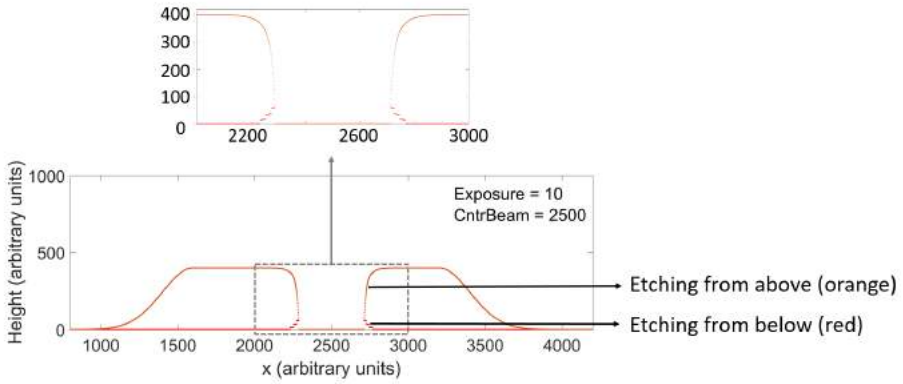 400
300
200
100
0
2200 2600 3000
Height (arbitrary units)
1000
500
0
Exposure = 10
CntrBeam = 2500
Etching from above (orange)
Etching from below (red)
1000 1500 2000 2500 3000 3500 4000
x (arbitrary units)